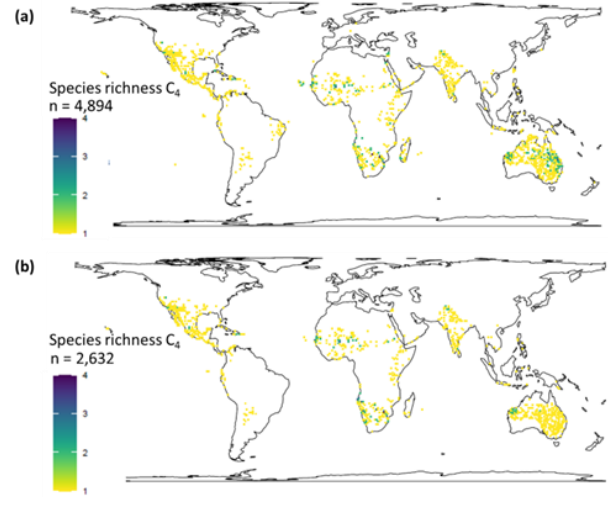 (a)
Species richness C₄
n = 4,894
4
3
2
1
(b)
Species richness C₄
n = 2,632
4
3
2
1